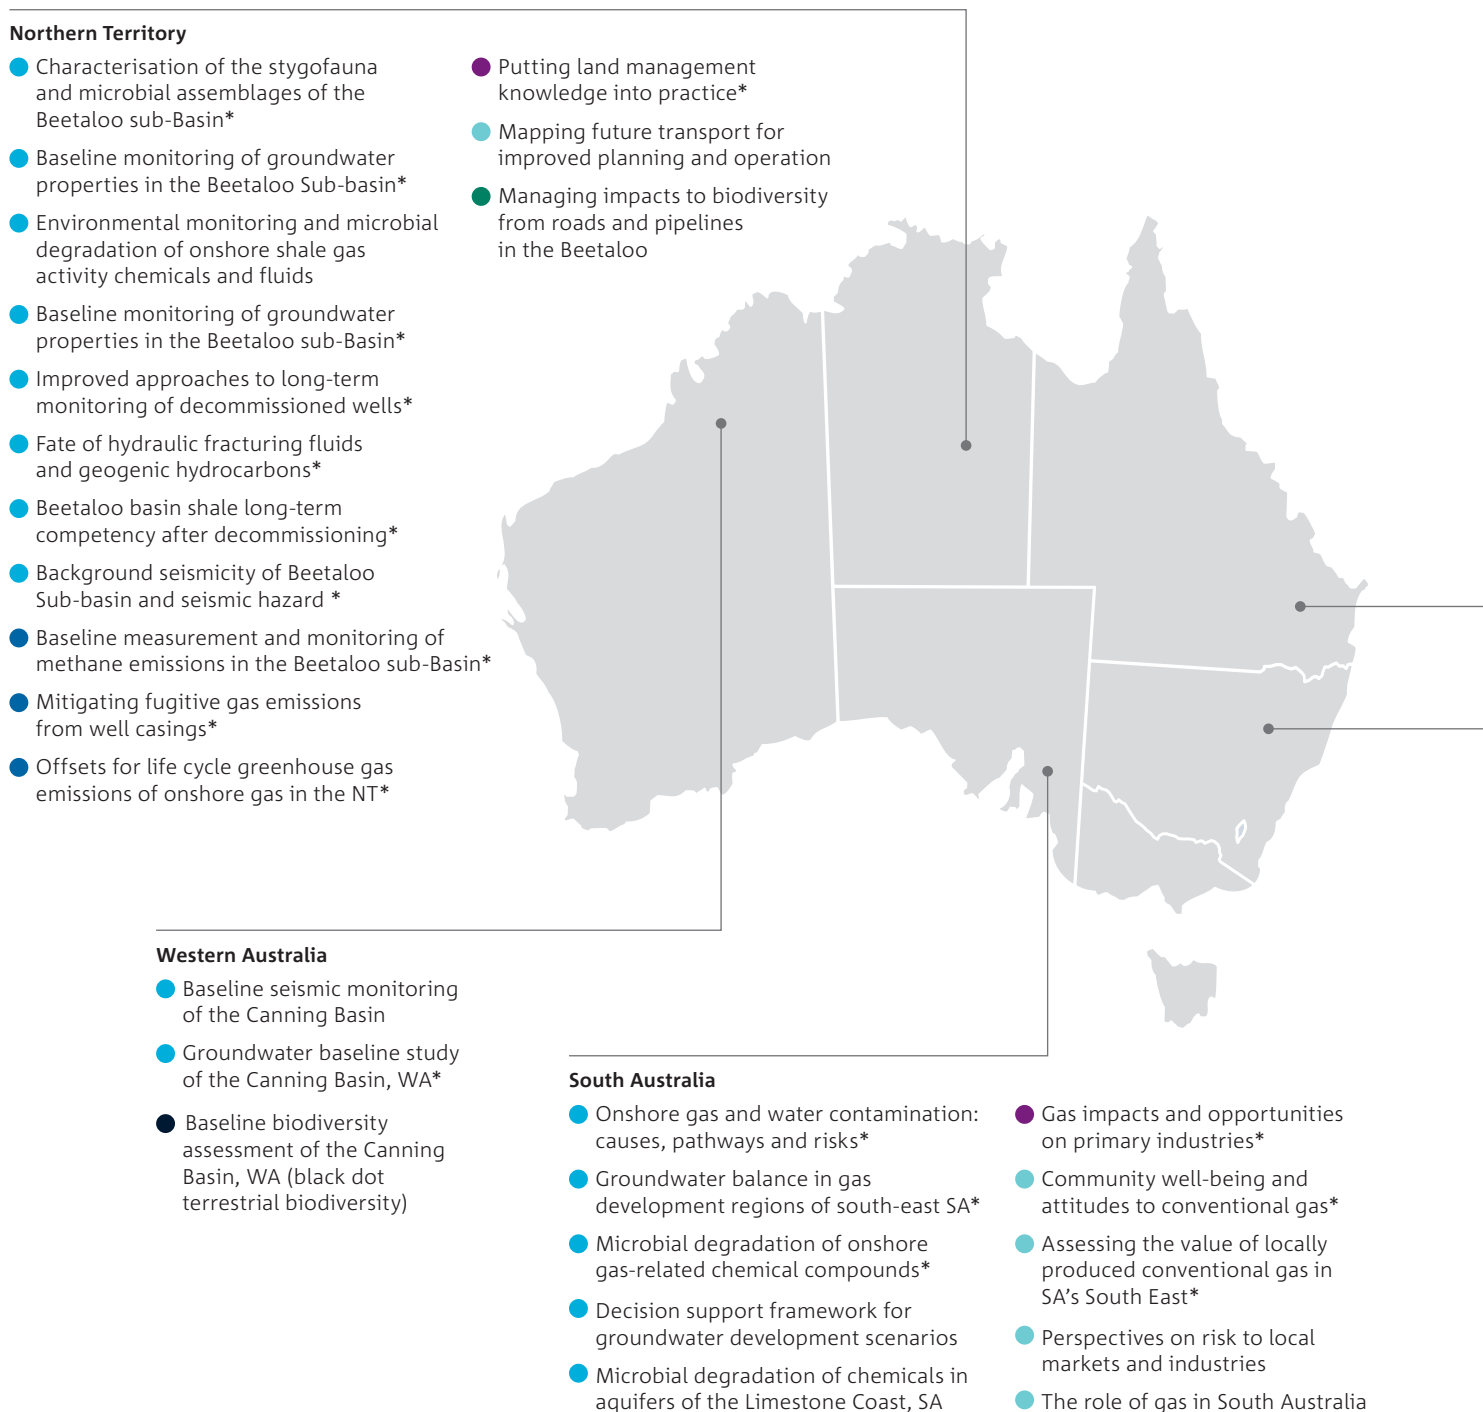 Northern Territory
Characterisation of the stygofauna
and microbial assemblages of the
Beetaloo sub-Basin*
Baseline monitoring of groundwater
properties in the Beetaloo Sub-basin*
Environmental monitoring and microbial
degradation of onshore shale gas
activity chemicals and fluids
Baseline monitoring of groundwater
properties in the Beetaloo sub-Basin*
Improved approaches to long-term
monitoring of decommissioned wells*
Fate of hydraulic fracturing fluids
and geogenic hydrocarbons*
Beetaloo basin shale long-term
competency after decommissioning*
Background seismicity of Beetaloo
Sub-basin and seismic hazard *
Baseline measurement and monitoring of
methane emissions in the Beetaloo sub-Basin*
Mitigating fugitive gas emissions
from well casings*
Offsets for life cycle greenhouse gas
emissions of onshore gas in the NT*
Putting land management
knowledge into practice*
Mapping future transport for
improved planning and operation
Managing impacts to biodiversity
from roads and pipelines
in the Beetaloo
Western Australia
Baseline seismic monitoring
of the Canning Basin
Groundwater baseline study
of the Canning Basin, WA*
Baseline biodiversity
assessment of the Canning
Basin, WA (black dot
terrestrial biodiversity)
South Australia
Onshore gas and water contamination:
causes, pathways and risks*
Groundwater balance in gas
development regions of south-east SA*
Microbial degradation of onshore
gas-related chemical compounds*
Decision support framework for
groundwater development scenarios
Microbial degradation of chemicals in
aquifers of the Limestone Coast, SA
Gas impacts and opportunities
on primary industries*
Community well-being and
attitudes to conventional gas*
Assessing the value of locally
produced conventional gas in
SA's South East*
Perspectives on risk to local
markets and industries
The role of gas in South Australia